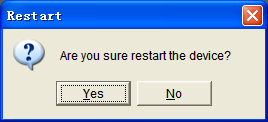 Restart
Are you sure restart the device?
Yes No